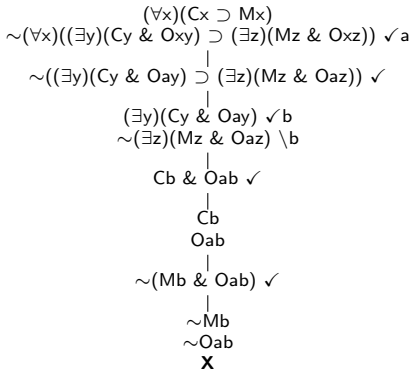 (∀x)(Cx ⊃ Mx)
~(∀x)((∃y)(Cy & Oxy) ⊃ (∃z)(Mz & Oxz)) ✓a
~((∃y)(Cy & Oay) ⊃ (∃z)(Mz & Oaz)) ✓
(∃y)(Cy & Oay) ✓b
~(∃z)(Mz & Oaz) \b
Cb & Oab ✓
Cb
Oab
~(Mb & Oab) ✓
~Mb
~Oab
X